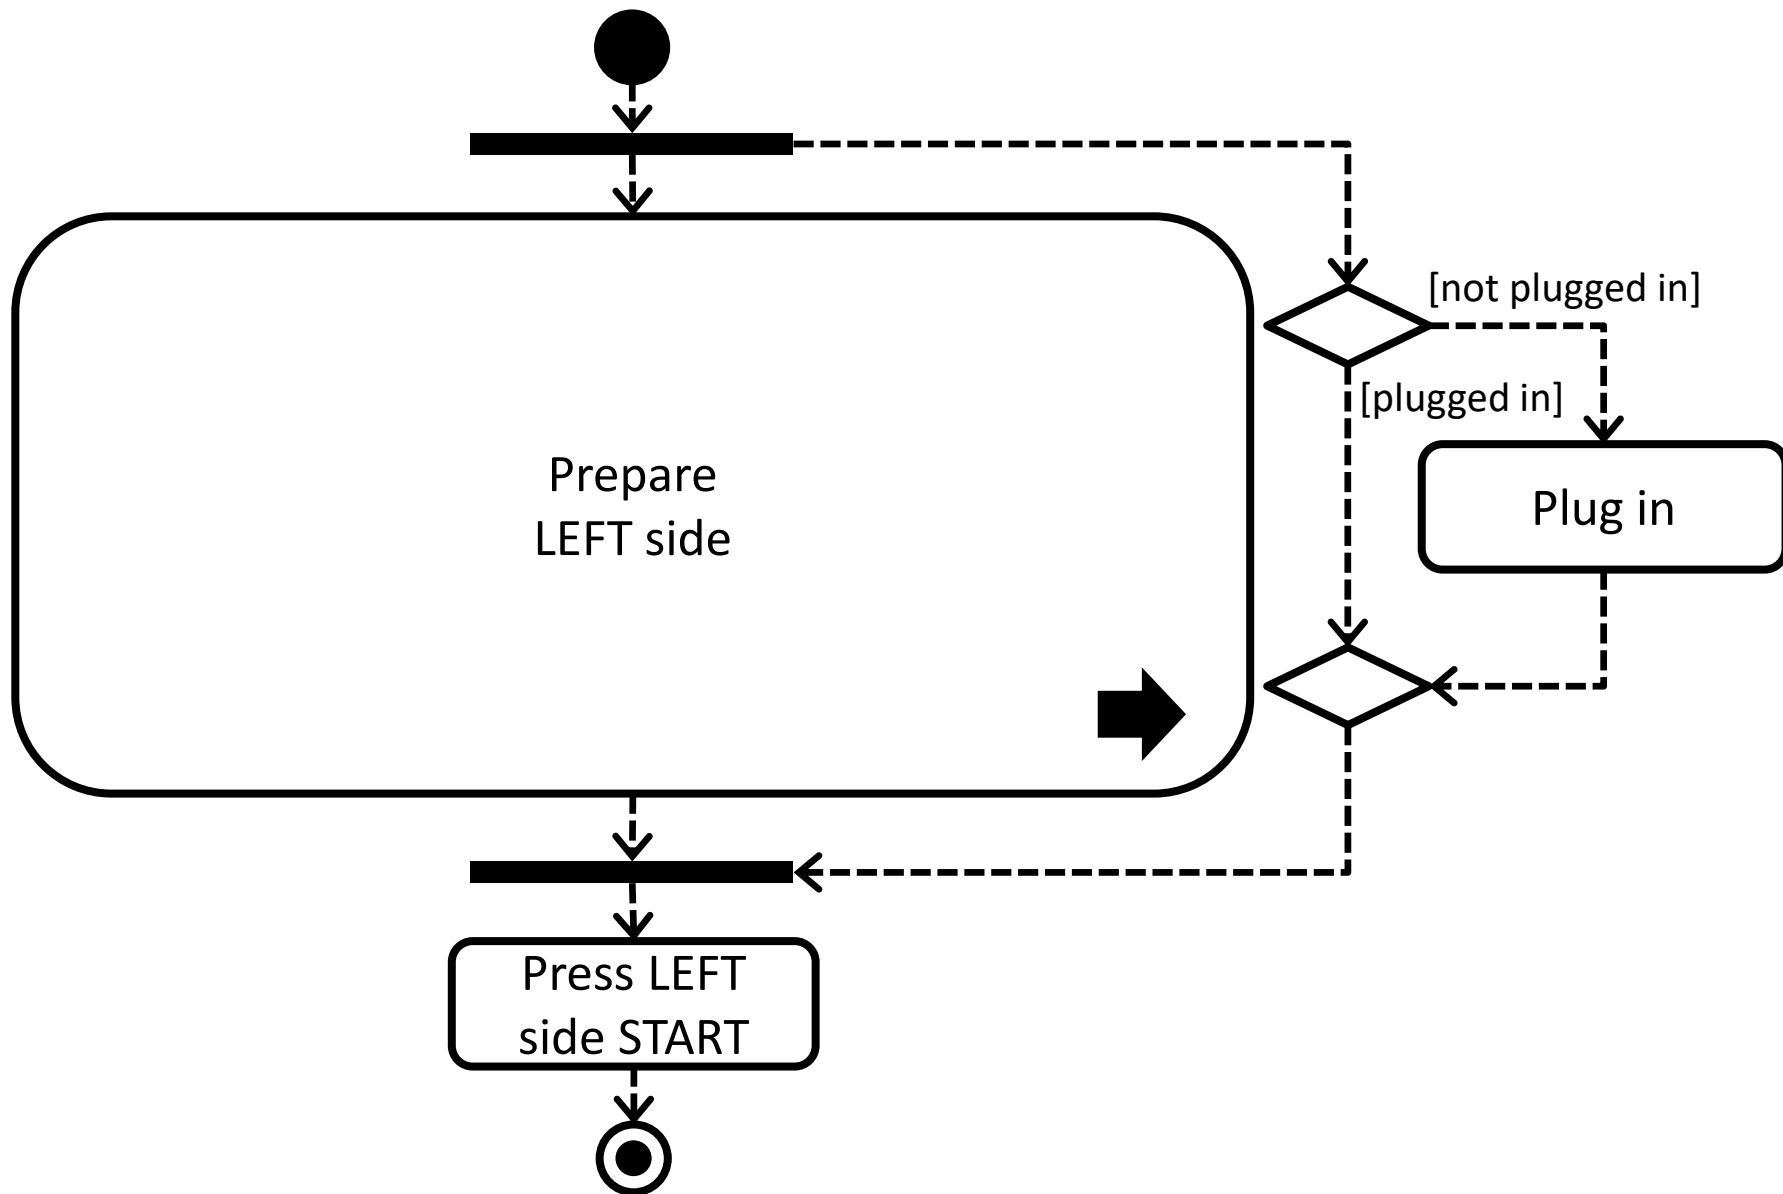 [not plugged in]
[plugged in]
Prepare
LEFT side
Plug in
Press LEFT
side START